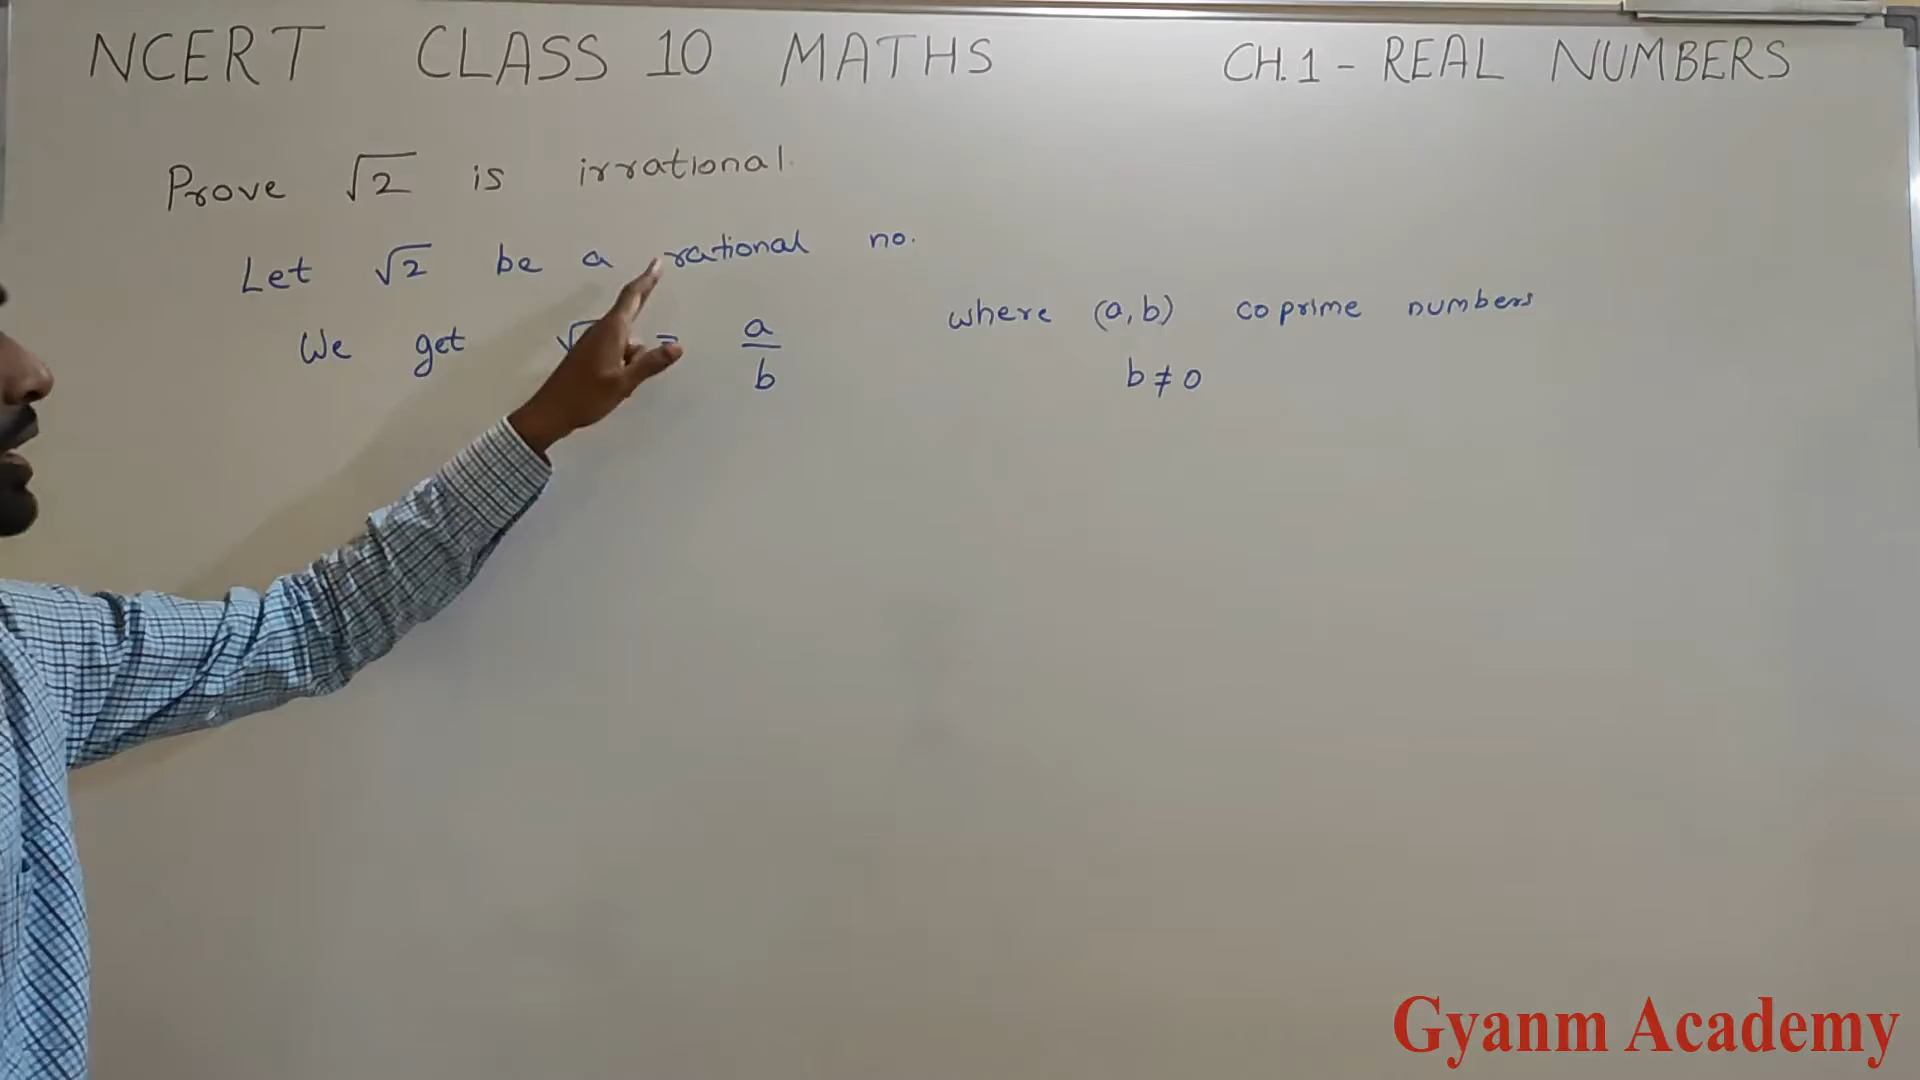 NCERT CLASS 10 MATHS CH.1 - REAL NUMBERS
Prove √2 is irrational.
Let √2 be a rational no.
We get √ = a/b where (a,b) coprime numbers
b ≠ 0
Gyanm Academy